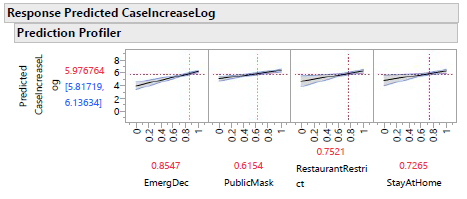 Response Predicted CaseIncreaseLog
Prediction Profiler
Predicted
CaseIncreaseL
og
5.976764
[5.81719,
6.13634]
8
6
4
2
0
0 0.2 0.4 0.6 0.8 1 0 0.2 0.4 0.6 0.8 1 0 0.2 0.4 0.6 0.8 1 0 0.2 0.4 0.6 0.8 1
0.8547
EmergDec
0.6154
PublicMask
0.7521
RestaurantRestri
ct
0.7265
StayAtHome